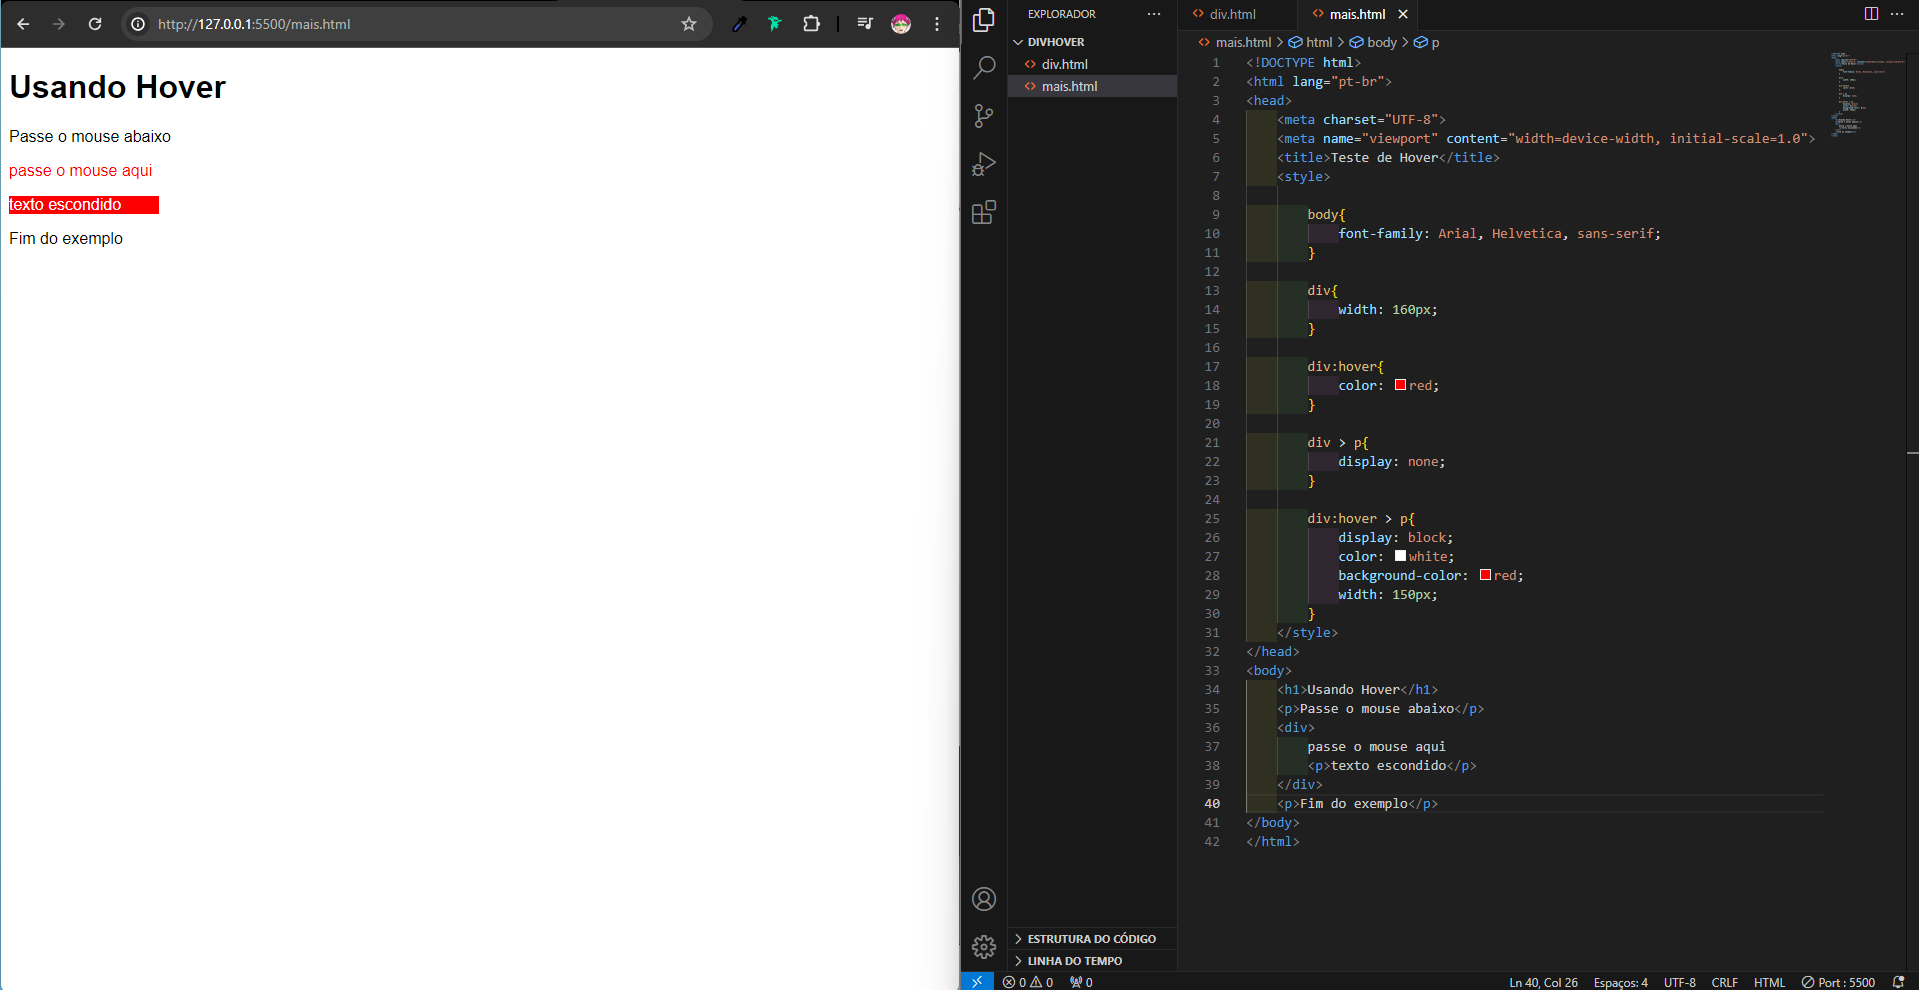 http://127.0.0.1:5500/mais.html
Usando Hover
Passe o mouse abaixo
passe o mouse aqui
texto escondido
Fim do exemplo
EXPLORADOR
DIVHOVER
div.html
mais.html
ESTRUTURA DO CÓDIGO
LINHA DO TEMPO
div.html
mais.html
mais.html > html > body > p
1 <!DOCTYPE html>
2 <html lang="pt-br">
3 <head>
4 <meta charset="UTF-8">
5 <meta name="viewport" content="width=device-width, initial-scale=1.0">
6 <title>Teste de Hover</title>
7 <style>
8
9 body{
10 font-family: Arial, Helvetica, sans-serif;
11 }
12
13 div{
14 width: 160px;
15 }
16
17 div:hover{
18 color: red;
19 }
20
21 div > p{
22 display: none;
23 }
24
25 div:hover > p{
26 display: block;
27 color: white;
28 background-color: red;
29 width: 150px;
30 }
31 </style>
32 </head>
33 <body>
34 <h1>Usando Hover</h1>
35 <p>Passe o mouse abaixo</p>
36 <div>
37 passe o mouse aqui
38 <p>texto escondido</p>
39 </div>
40 <p>Fim do exemplo</p>
41 </body>
42 </html>
0 0 0 Ln 40, Col 26 Espaços: 4 UTF-8 CRLF HTML Port : 5500